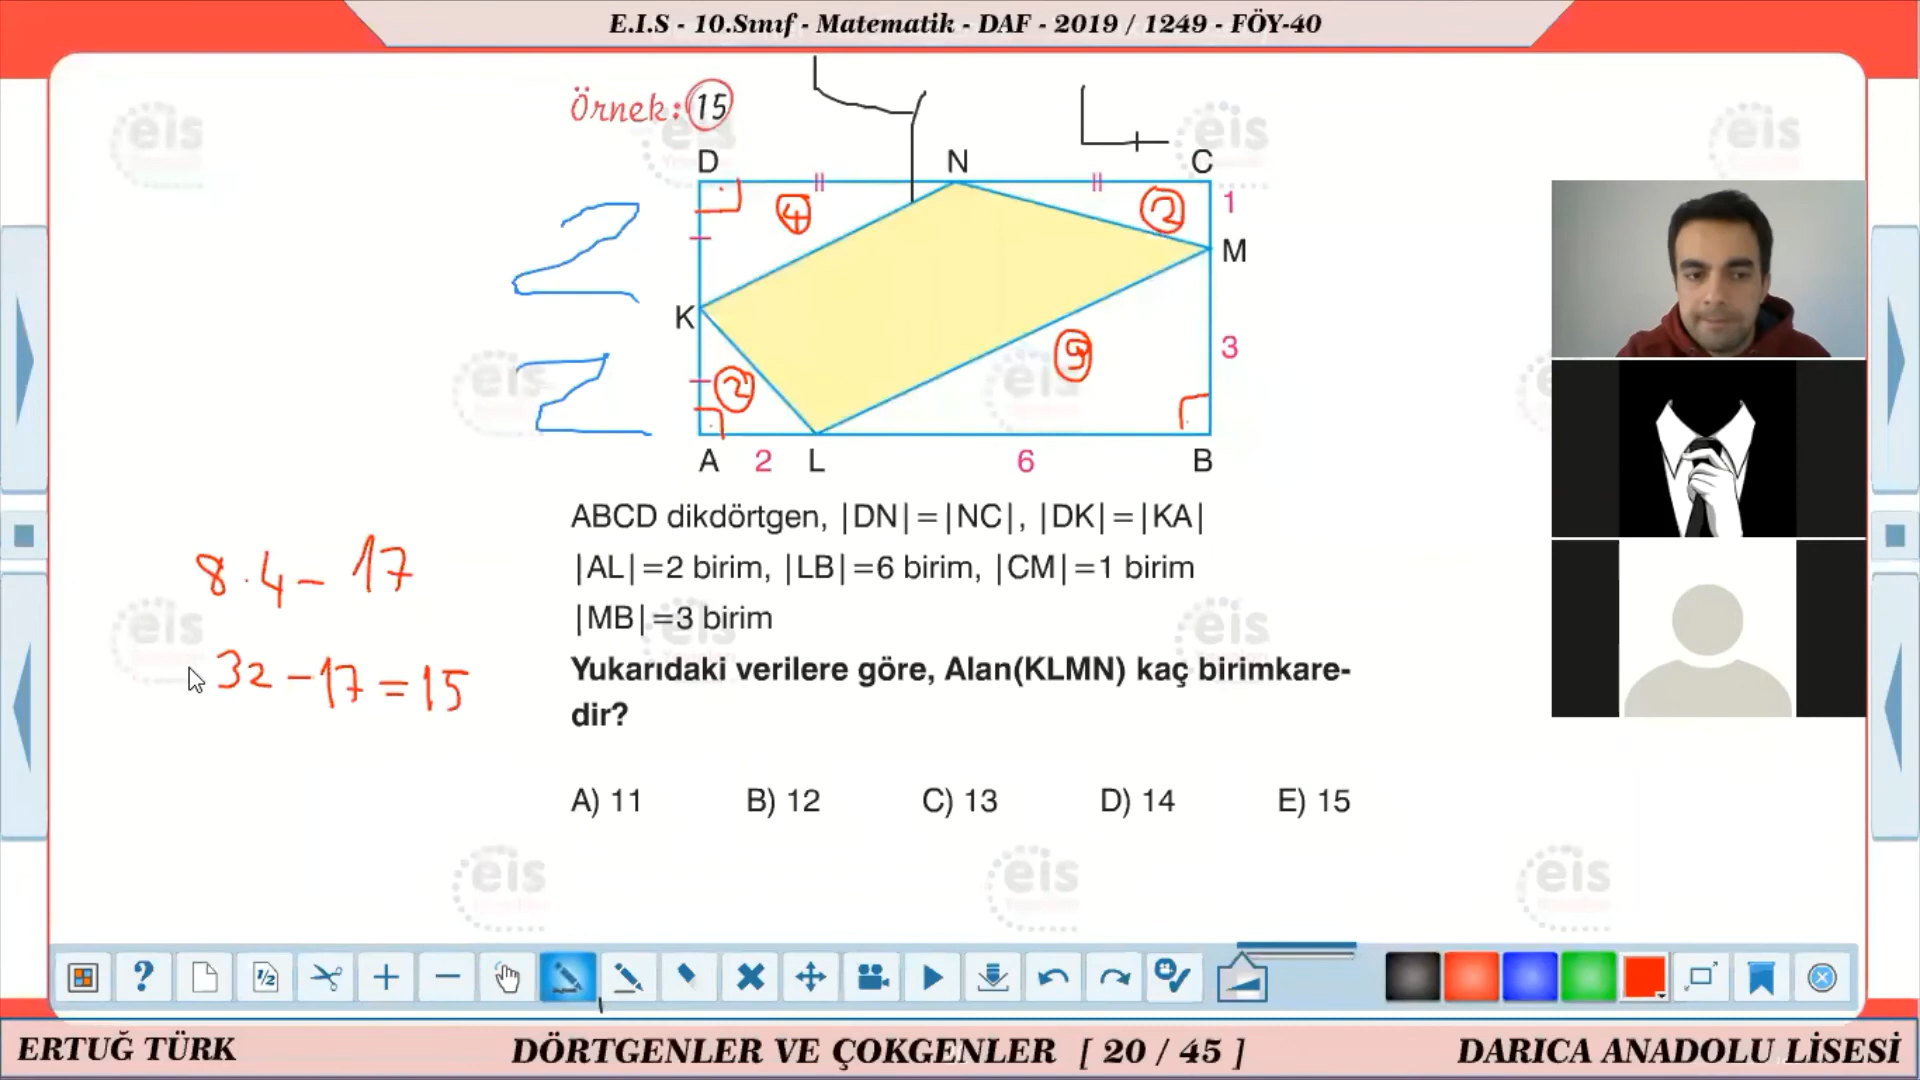 E.I.S - 10.Sınıf - Matematik - DAF - 2019 / 1249 - FÖY-40
Örnek: 15
D N C
4 2 1
2
M
K
2 2 9 3
A 2 L 6 B
ABCD dikdörtgen, |DN|=|NC|, |DK|=|KA|
|AL|=2 birim, |LB|=6 birim, |CM|=1 birim
|MB|=3 birim
Yukarıdaki verilere göre, Alan(KLMN) kaç birimkare-
dir?
8.4 - 17
32 - 17 = 15
A) 11 B) 12 C) 13 D) 14 E) 15
eis
ERTUĞ TÜRK DÖRTGENLER VE ÇOKGENLER [ 20 / 45 ] DARICA ANADOLU LİSESİ